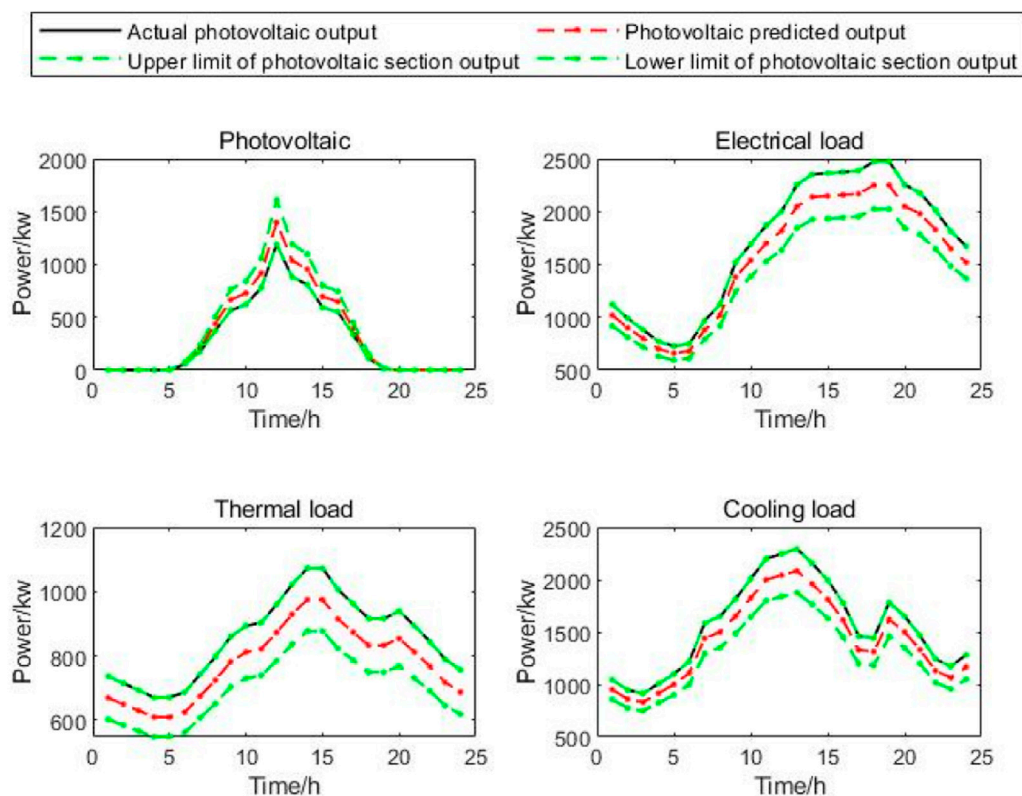 Actual photovoltaic output
Photovoltaic predicted output
Upper limit of photovoltaic section output
Lower limit of photovoltaic section output
Photovoltaic
Power/kw
2000
1500
1000
500
0
0 5 10 15 20 25
Time/h
Electrical load
Power/kw
2500
2000
1500
1000
500
0 5 10 15 20 25
Time/h
Thermal load
Power/kw
1200
1000
800
600
0 5 10 15 20 25
Time/h
Cooling load
Power/kw
2500
2000
1500
1000
500
0 5 10 15 20 25
Time/h